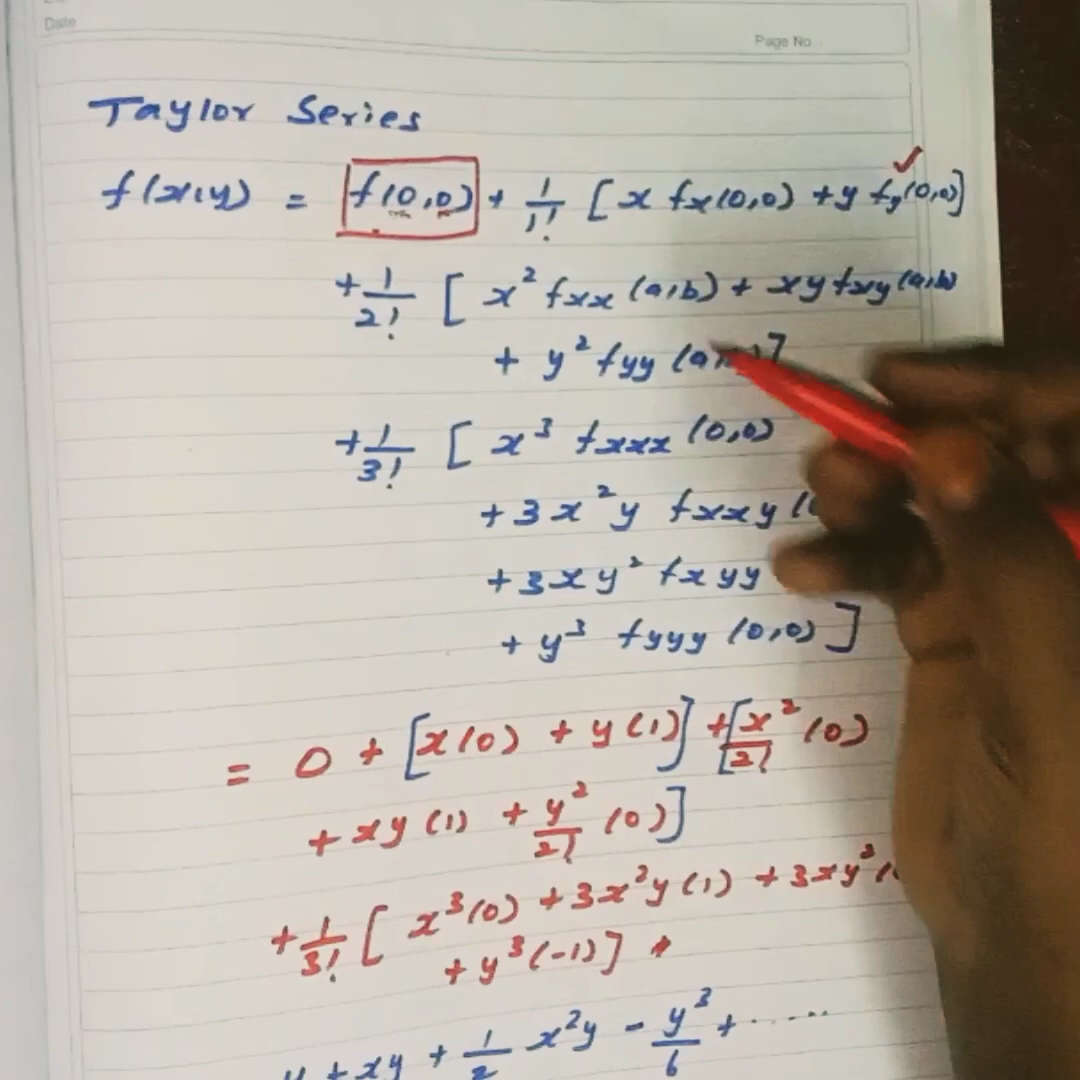 Date
Page No
Taylor Series
f(x,y) = f(0,0) + 1/1! [x fx(0,0) + y fy(0,0)]
+ 1/2! [x² fxx (a,b) + xy fxy (a,b)
+ y² fyy (a,
+ 1/3! [x³ fxxx (0,0)
+ 3x²y fxxy (
+ 3xy² fxyy
+ y³ fyyy (0,0)]
= 0 + [x(0) + y(1)] + [x²/2! (0)
+ xy(1) + y²/2! (0)]
+ 1/3! [x³(0) + 3x²y(1) + 3xy²(
+ y³(-1)] +
y + xy + 1/2 x²y - y³/6 + ......